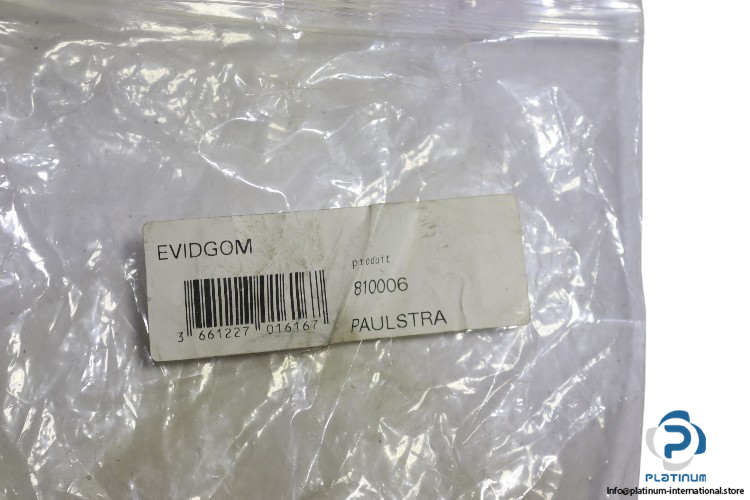 EVIDGOM
produit
810006
3 661227 016167
PAULSTRA
PLATINUM
Info@platinum-international.store